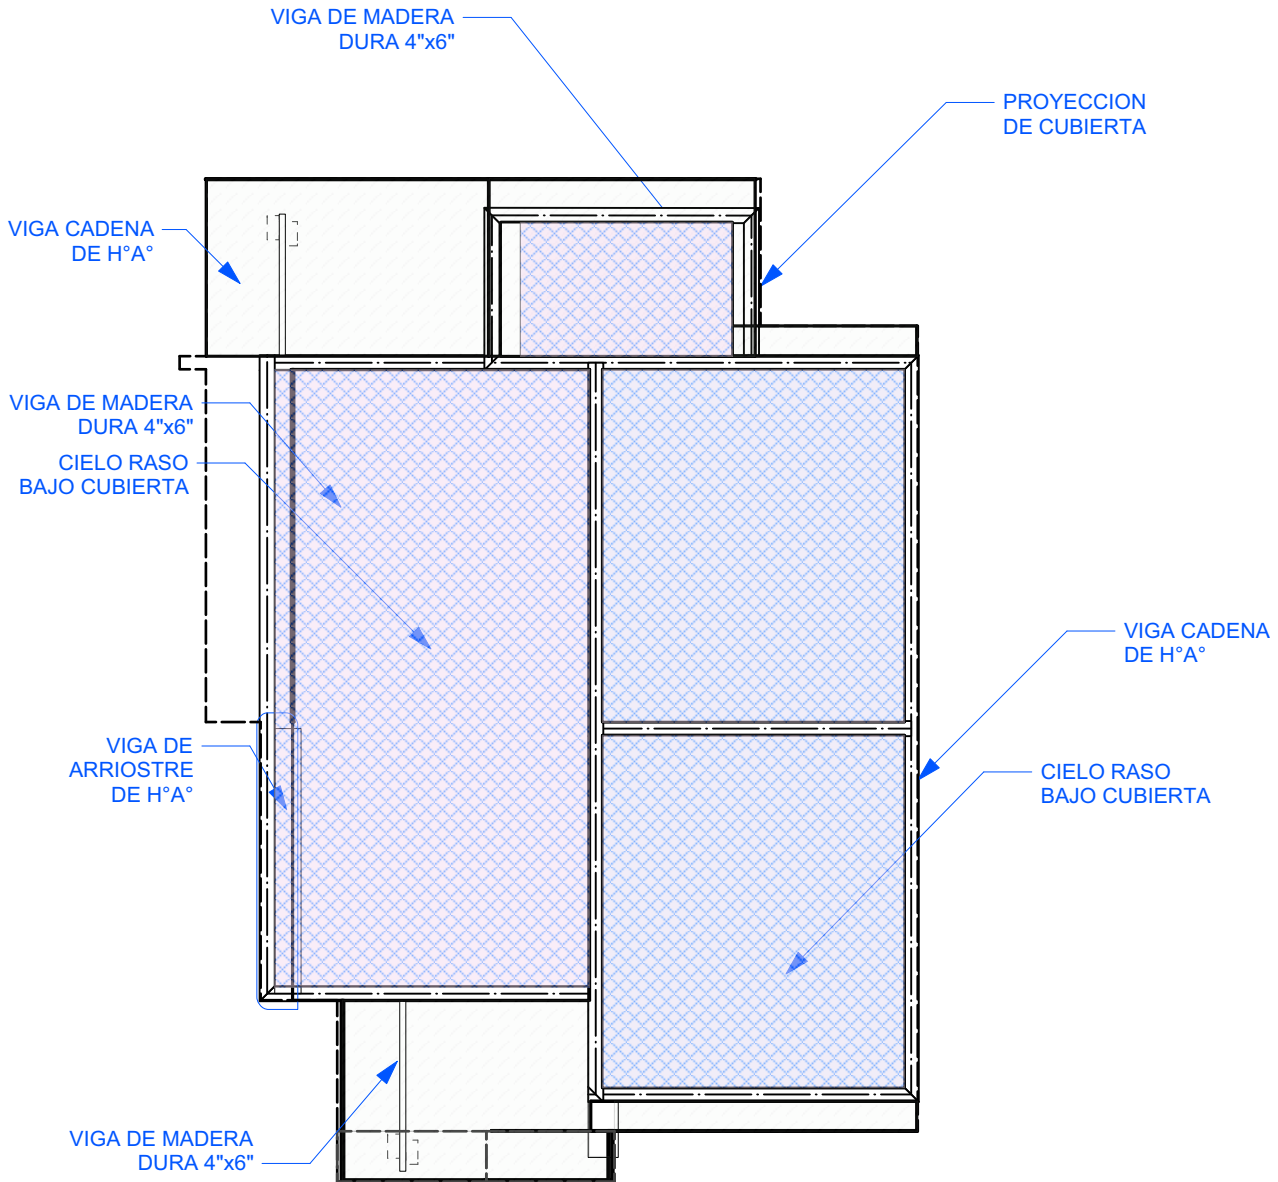 VIGA DE MADERA
DURA 4"x6"
PROYECCION
DE CUBIERTA
VIGA CADENA
DE H°A°
VIGA DE MADERA
DURA 4"x6"
CIELO RASO
BAJO CUBIERTA
VIGA CADENA
DE H°A°
VIGA DE
ARRIOSTRE
DE H°A°
CIELO RASO
BAJO CUBIERTA
VIGA DE MADERA
DURA 4"x6"